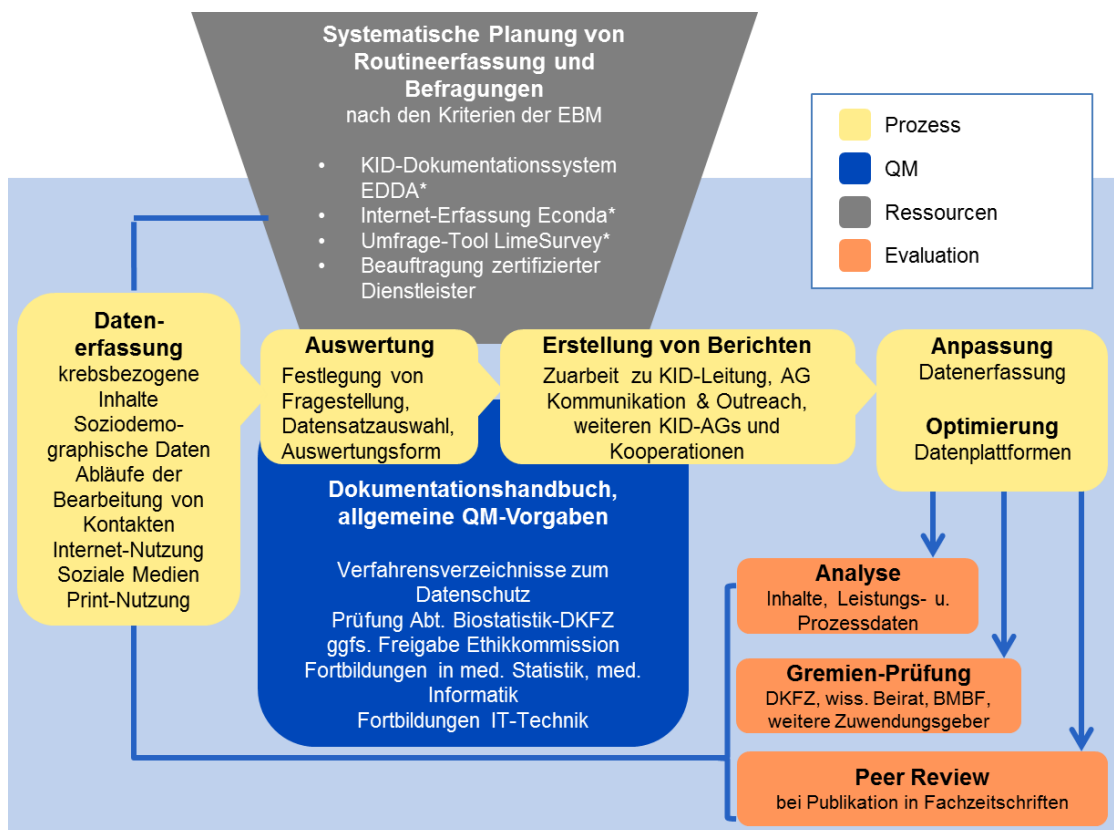 Systematische Planung von
Routineerfassung und
Befragungen
nach den Kriterien der EBM
• KID-Dokumentationssystem
EDDA*
• Internet-Erfassung Econda*
• Umfrage-Tool LimeSurvey*
• Beauftragung zertifizierter
Dienstleister
Prozess
QM
Ressourcen
Evaluation
Daten-
erfassung
krebsbezogene
Inhalte
Soziodemo-
graphische Daten
Abläufe der
Bearbeitung von
Kontakten
Internet-Nutzung
Soziale Medien
Print-Nutzung
Auswertung
Festlegung von
Fragestellung,
Datensatzauswahl,
Auswertungsform
Erstellung von Berichten
Zuarbeit zu KID-Leitung, AG
Kommunikation & Outreach,
weiteren KID-AGs und
Kooperationen
Anpassung
Datenerfassung
Optimierung
Datenplattformen
Dokumentationshandbuch,
allgemeine QM-Vorgaben
Verfahrensverzeichnisse zum
Datenschutz
Prüfung Abt. Biostatistik-DKFZ
ggfs. Freigabe Ethikkommission
Fortbildungen in med. Statistik, med.
Informatik
Fortbildungen IT-Technik
Analyse
Inhalte, Leistungs- u.
Prozessdaten
Gremien-Prüfung
DKFZ, wiss. Beirat, BMBF,
weitere Zuwendungsgeber
Peer Review
bei Publikation in Fachzeitschriften